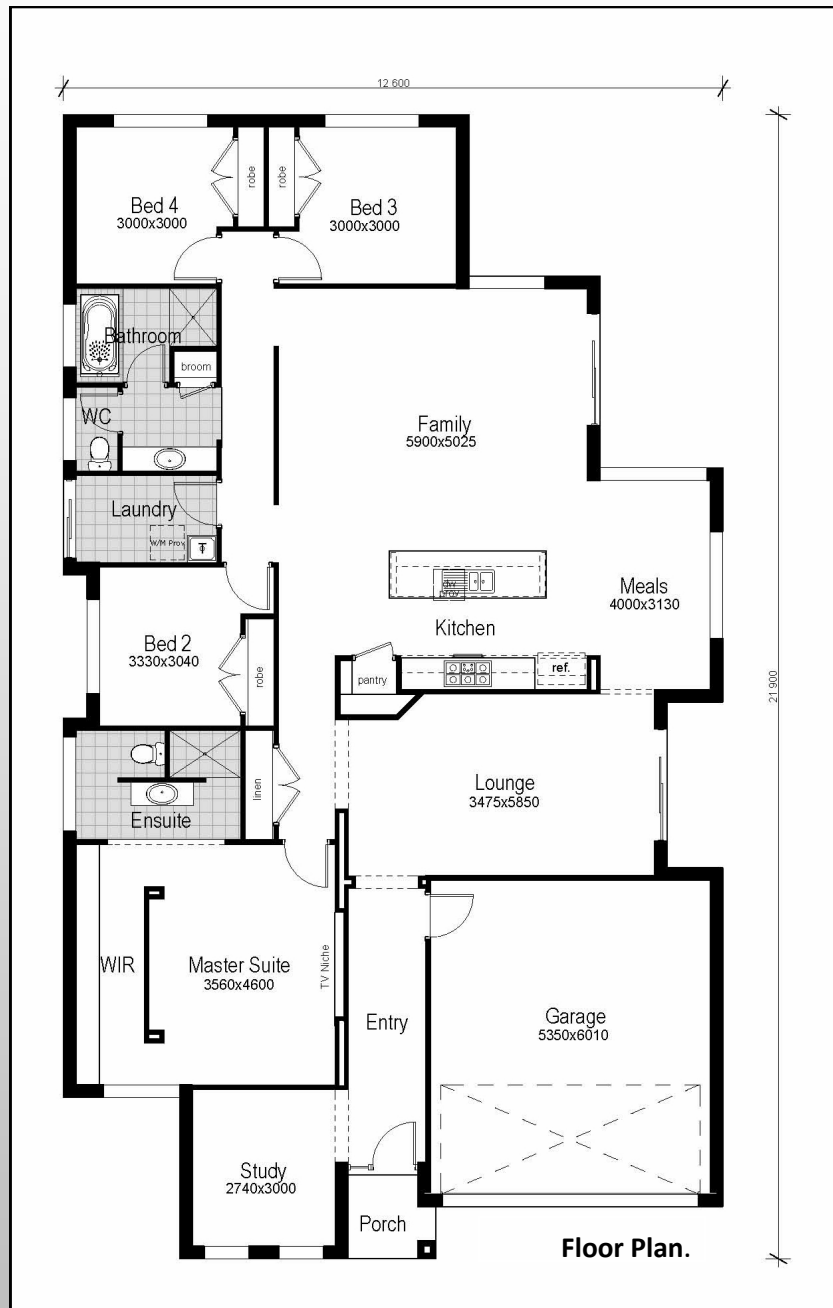 12 600
Bed 4
3000x3000
robe
robe
Bed 3
3000x3000
Bathroom
broom
WC
Family
5900x5025
Laundry
W/M Prov
Meals
4000x3130
dw
prov
Kitchen
Bed 2
3330x3040
robe
pantry
ref.
21 900
Lounge
3475x5850
linen
Ensuite
WIR
Master Suite
3560x4600
TV Niche
Entry
Garage
5350x6010
Study
2740x3000
Porch
Floor Plan.